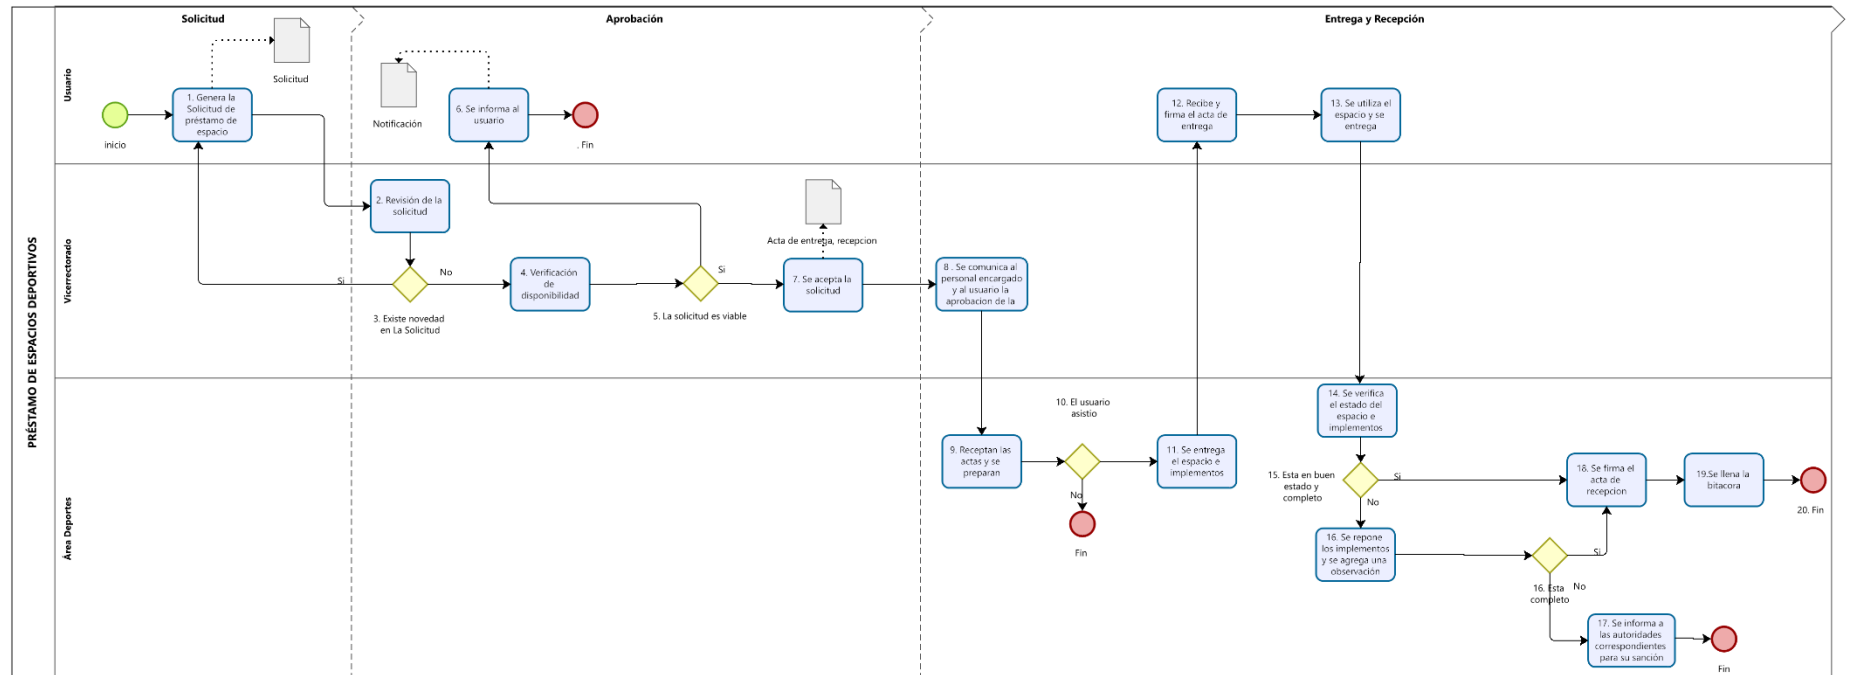 PRÉSTAMO DE ESPACIOS DEPORTIVOS
Solicitud
Aprobación
Entrega y Recepción
Usuario
inicio
1. Genera la
Solicitud de
préstamo de
espacio
Solicitud
Notificación
6. Se informa al
usuario
. Fin
12. Recibe y
firma el acta de
entrega
13. Se utiliza el
espacio y se
entrega
Vicerrectorado
2. Revisión de la
solicitud
Si
No
3. Existe novedad
en La Solicitud
4. Verificación
de
disponibilidad
Si
5. La solicitud es viable
Acta de entrega, recepcion
7. Se acepta la
solicitud
8 . Se comunica al
personal encargado
y al usuario la
aprobacion de la
Área Deportes
9. Receptan las
actas y se
preparan
10. El usuario
asistio
No
Fin
11. Se entrega
el espacio e
implementos
14. Se verifica
el estado del
espacio e
implementos
15. Esta en buen
estado y
completo
Si
No
16. Se repone
los implementos
y se agrega una
observación
16. Esta
completo
Si
No
17. Se informa a
las autoridades
correspondientes
para su sanción
Fin
18. Se firma el
acta de
recepcion
19.Se llena la
bitacora
20. Fin